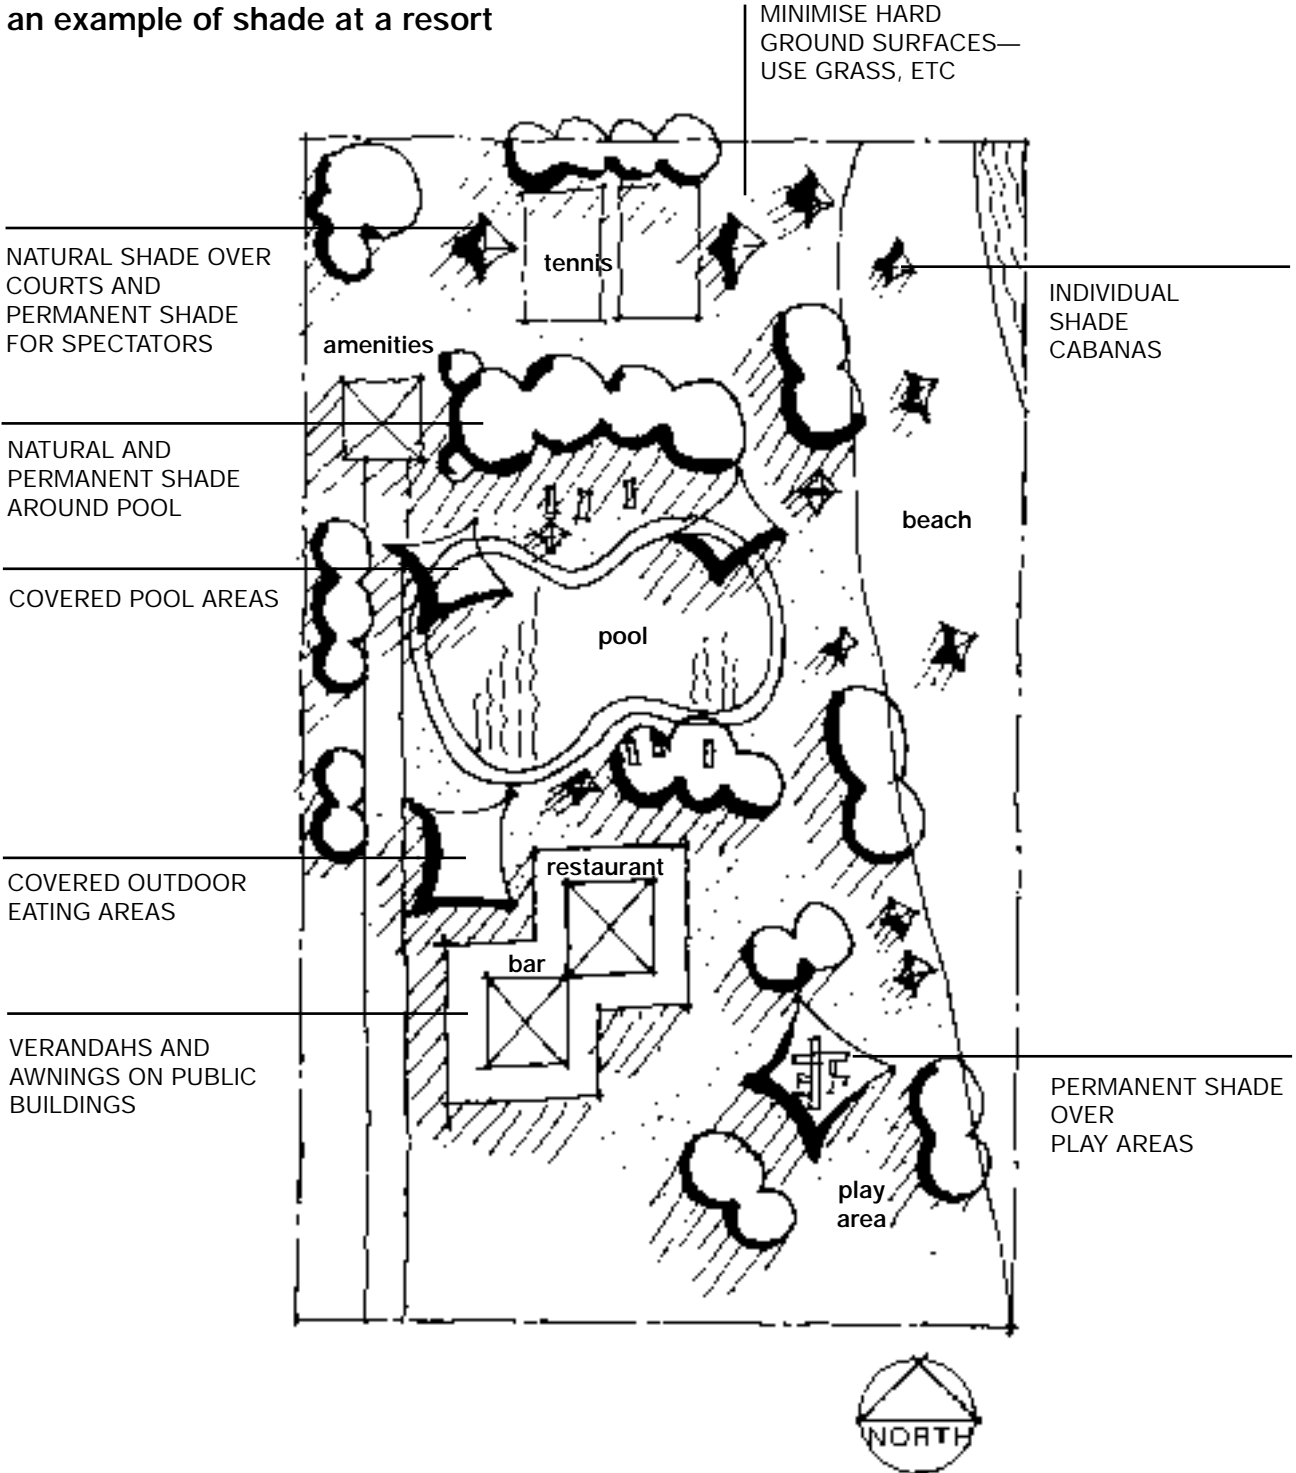 an example of shade at a resort
MINIMISE HARD
GROUND SURFACES—
USE GRASS, ETC
NATURAL SHADE OVER
COURTS AND
PERMANENT SHADE
FOR SPECTATORS
tennis
INDIVIDUAL
SHADE
CABANAS
amenities
NATURAL AND
PERMANENT SHADE
AROUND POOL
beach
COVERED POOL AREAS
pool
restaurant
COVERED OUTDOOR
EATING AREAS
bar
VERANDAHS AND
AWNINGS ON PUBLIC
BUILDINGS
PERMANENT SHADE
OVER
PLAY AREAS
play
area
NORTH